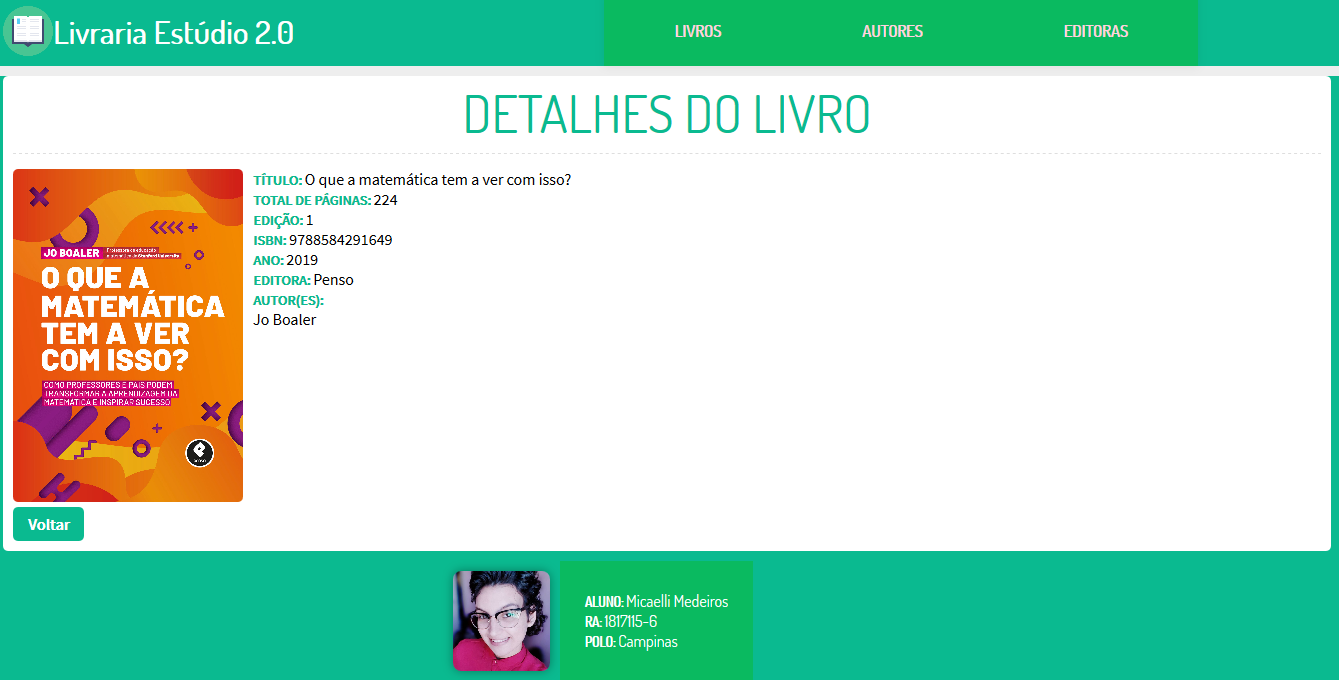 Livraria Estúdio 2.0
LIVROS
AUTORES
EDITORAS
DETALHES DO LIVRO
JO BOALER
O QUE A
MATEMÁTICA
TEM A VER
COM ISSO?
COMO PROFESSORES E PAIS PODEM
TRANSFORMAR A APRENDIZAGEM DA
MATEMÁTICA E INSPIRAR SUCESSO
TÍTULO: O que a matemática tem a ver com isso?
TOTAL DE PÁGINAS: 224
EDIÇÃO: 1
ISBN: 9788584291649
ANO: 2019
EDITORA: Penso
AUTOR(ES):
Jo Boaler
Voltar
ALUNO: Micaelli Medeiros
RA: 1817115-6
POLO: Campinas